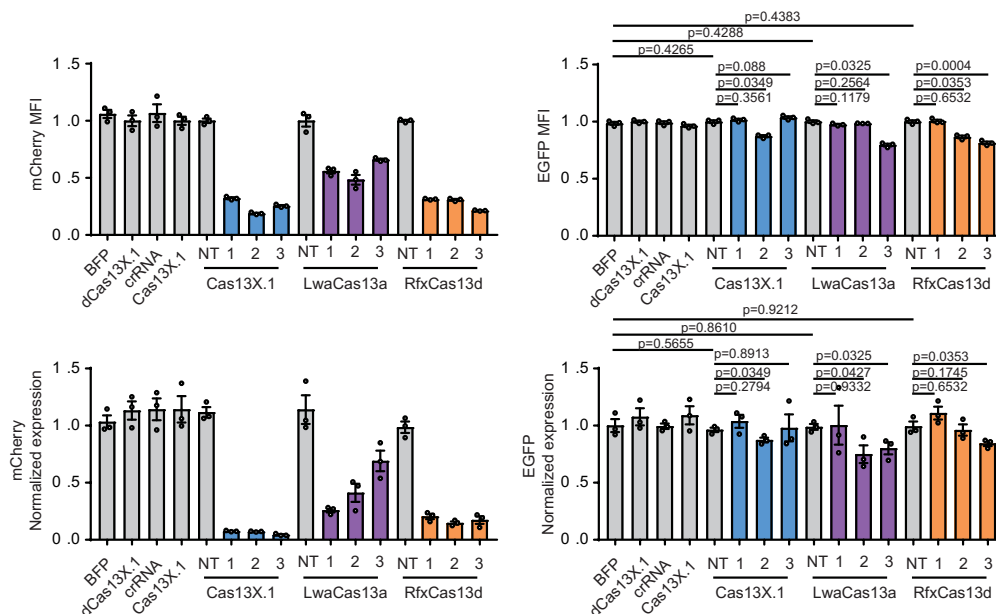 mCherry MFI
1 .5
1 .0
0 .5
0 .0
BFP
dCas13X.1
crRNA
Cas13X.1
NT 1 2 3
NT 1 2 3
NT 1 2 3
Cas13X.1
LwaCas13a
RfxCas13d
EGFP MFI
1 .5
1 .0
0 .5
0 .0
p=0.4383
p=0.4288
p=0.4265
p=0.088
p=0.0349
p=0.3561
p=0.0325
p=0.2564
p=0.1179
p=0.0004
p=0.0353
p=0.6532
BFP
dCas13X.1
crRNA
Cas13X.1
NT 1 2 3
NT 1 2 3
NT 1 2 3
Cas13X.1
LwaCas13a
RfxCas13d
mCherry
Normalized expression
1.5
1.0
0.5
0 .0
BFP
dCas13X.1
crRNA
Cas13X.1
NT 1 2 3
NT 1 2 3
NT 1 2 3
Cas13X.1
LwaCas13a
RfxCas13d
EGFP
Normalized expression
1.5
1.0
0.5
0 .0
p=0.9212
p=0.8610
p=0.5655
p=0.8913
p=0.0349
p=0.2794
p=0.0325
p=0.0427
p=0.9332
p=0.0353
p=0.1745
p=0.6532
BFP
dCas13X.1
crRNA
Cas13X.1
NT 1 2 3
NT 1 2 3
NT 1 2 3
Cas13X.1
LwaCas13a
RfxCas13d